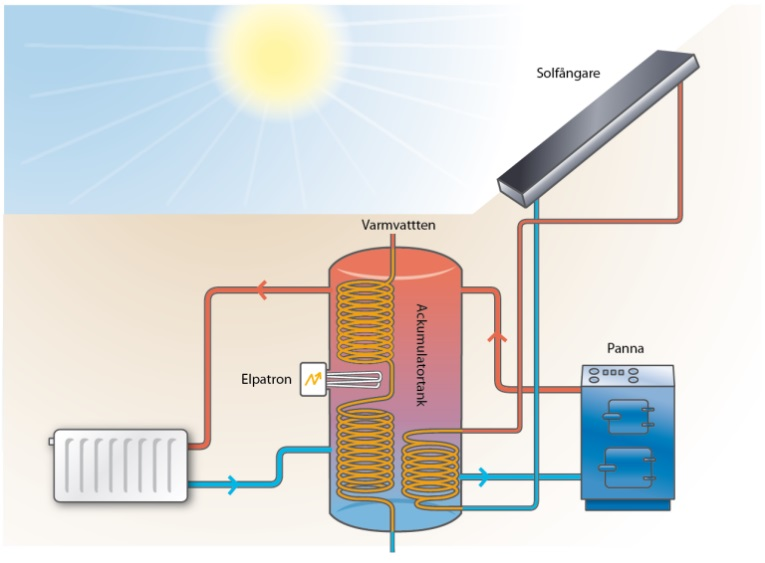 Solfångare
Varmvattten
Ackumulatortank
Panna
Elpatron